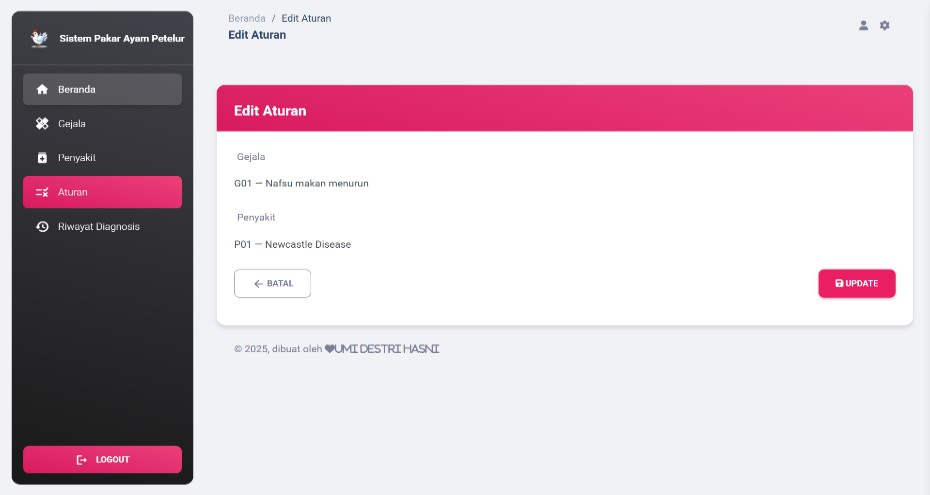 Sistem Pakar Ayam Petelur
Beranda
Gejala
Penyakit
Aturan
Riwayat Diagnosis
LOGOUT
Beranda / Edit Aturan
Edit Aturan
Edit Aturan
Gejala
G01 — Nafsu makan menurun
Penyakit
P01 — Newcastle Disease
BATAL
UPDATE
© 2025, dibuat oleh ❤UMI DESTRI HASNI